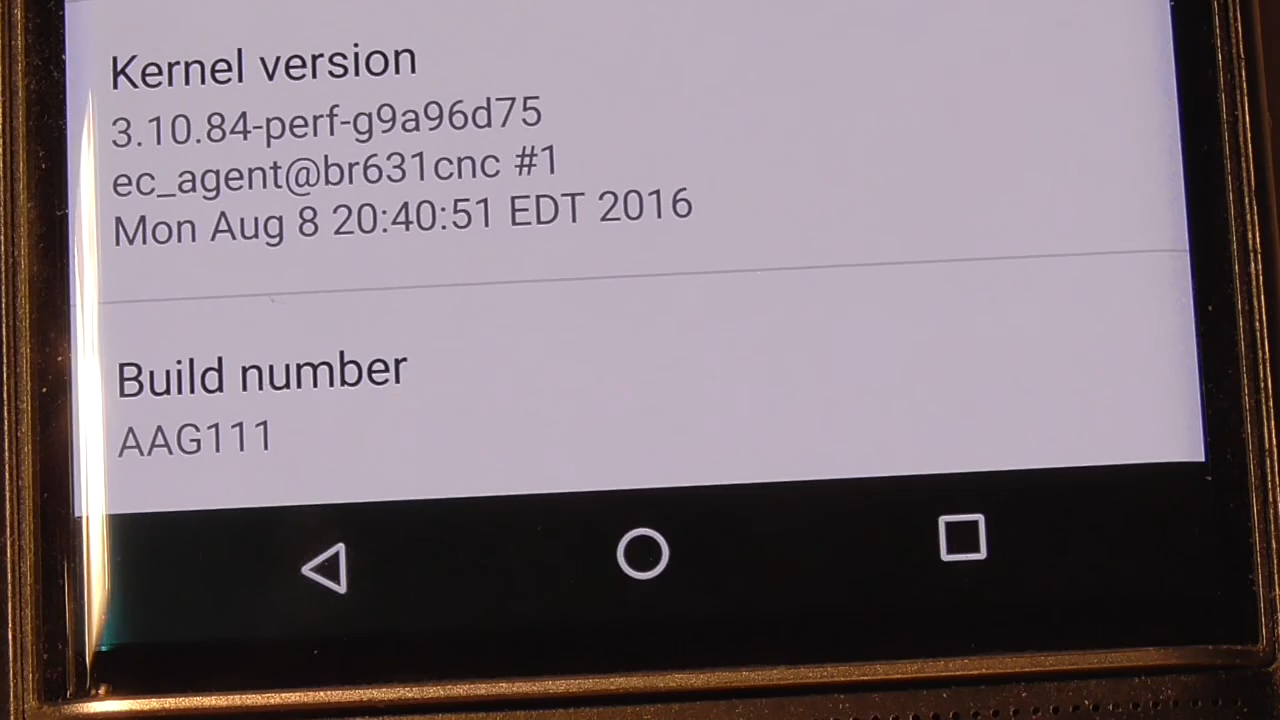 Kernel version
3.10.84-perf-g9a96d75
ec_agent@br631cnc #1
Mon Aug 8 20:40:51 EDT 2016
Build number
AAG111